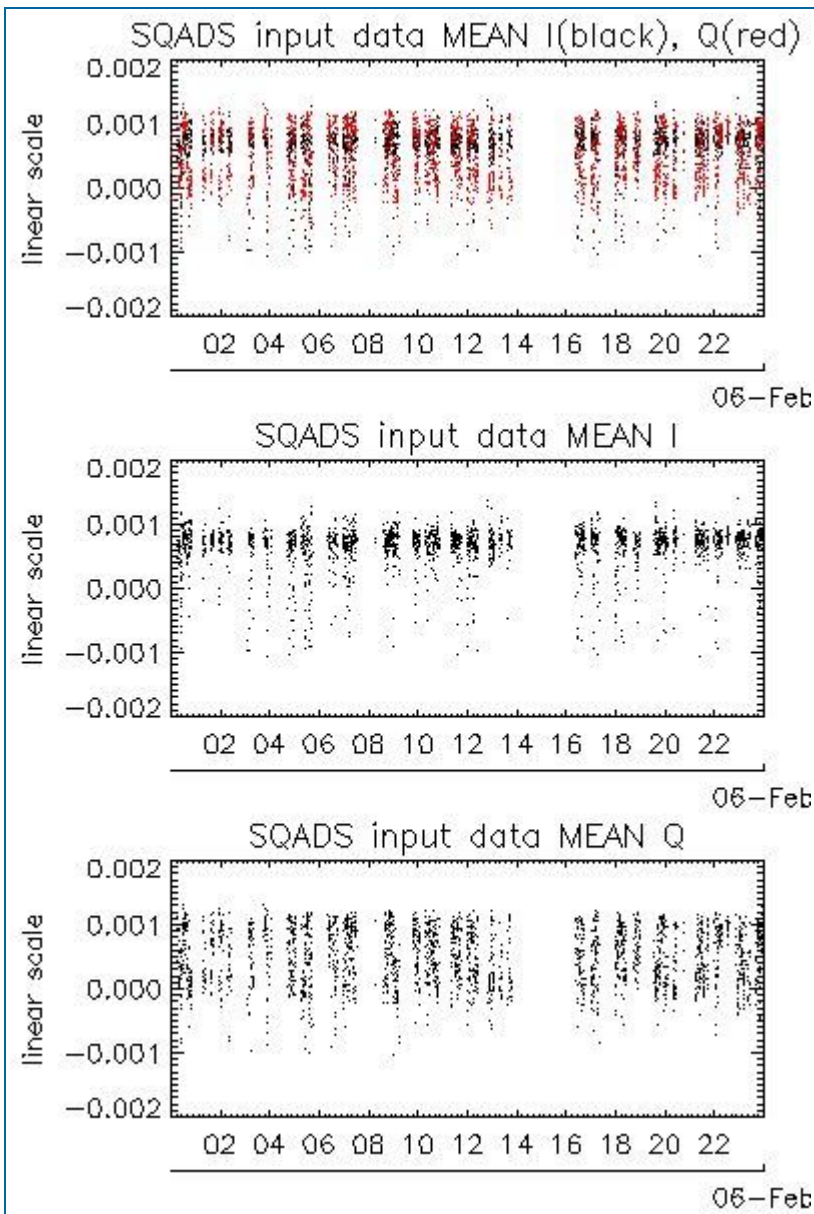 SQADS input data MEAN I(black), Q(red)
0.002
0.001
0.000
−0.001
−0.002
linear scale
02 04 06 08 10 12 14 16 18 20 22
06−Feb
SQADS input data MEAN I
0.002
0.001
0.000
−0.001
−0.002
linear scale
02 04 06 08 10 12 14 16 18 20 22
06−Feb
SQADS input data MEAN Q
0.002
0.001
0.000
−0.001
−0.002
linear scale
02 04 06 08 10 12 14 16 18 20 22
06−Feb